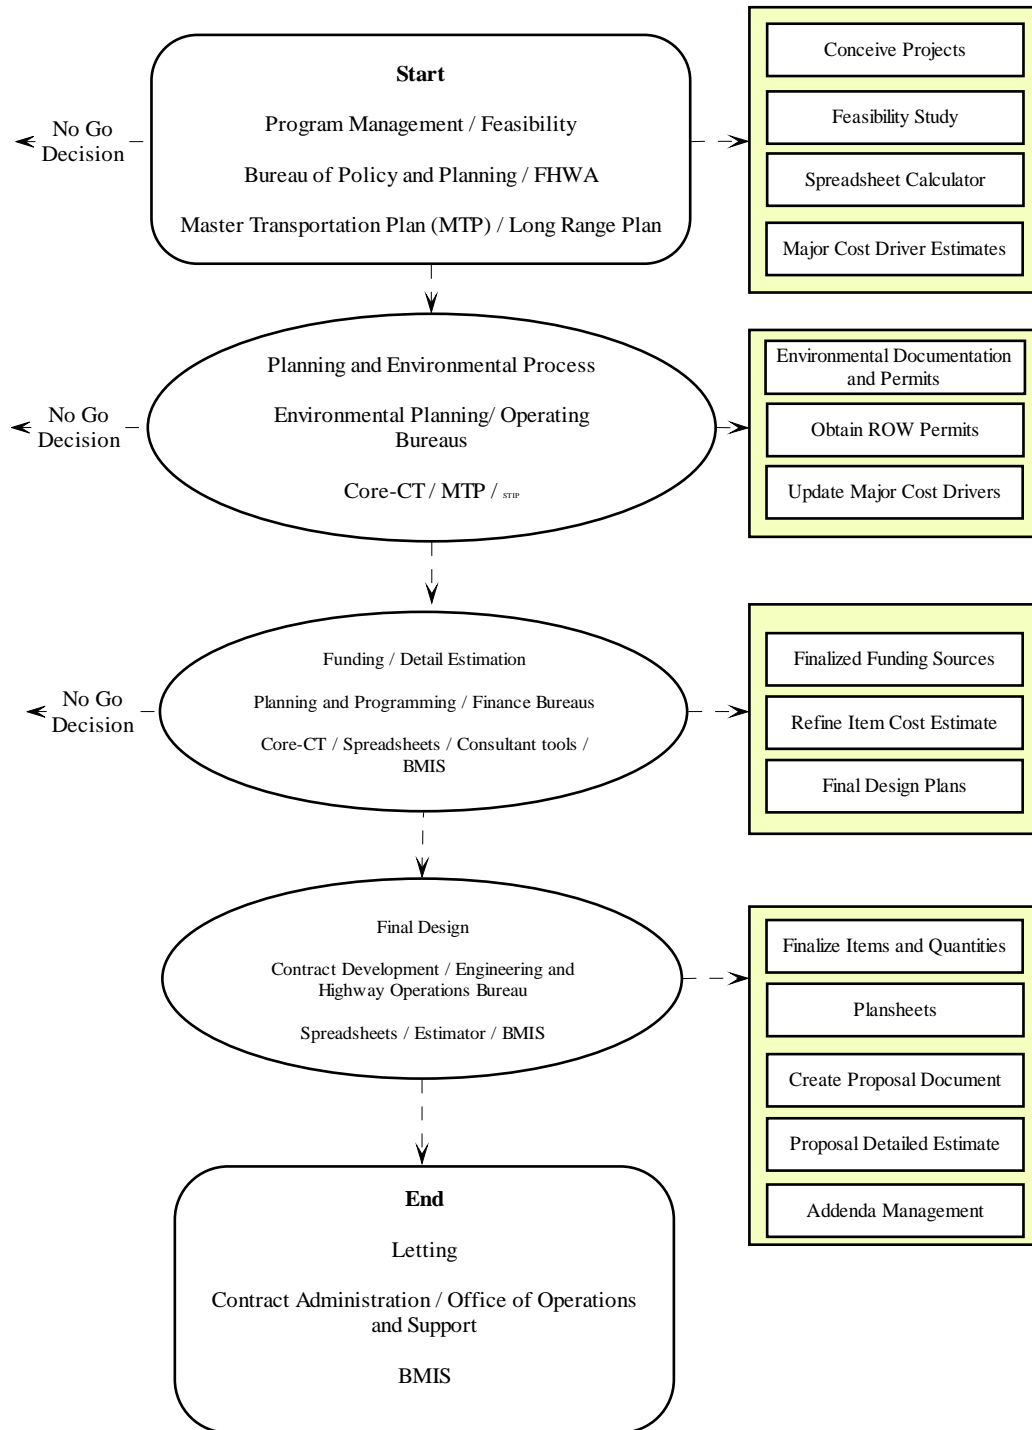 Start
Program Management / Feasibility
Bureau of Policy and Planning / FHWA
Master Transportation Plan (MTP) / Long Range Plan
No Go
Decision
Conceive Projects
Feasibility Study
Spreadsheet Calculator
Major Cost Driver Estimates
Planning and Environmental Process
Environmental Planning/ Operating
Bureaus
Core-CT / MTP / STIP
No Go
Decision
Environmental Documentation
and Permits
Obtain ROW Permits
Update Major Cost Drivers
Funding / Detail Estimation
Planning and Programming / Finance Bureaus
Core-CT / Spreadsheets / Consultant tools /
BMIS
No Go
Decision
Finalized Funding Sources
Refine Item Cost Estimate
Final Design Plans
Final Design
Contract Development / Engineering and
Highway Operations Bureau
Spreadsheets / Estimator / BMIS
Finalize Items and Quantities
Plansheets
Create Proposal Document
Proposal Detailed Estimate
Addenda Management
End
Letting
Contract Administration / Office of Operations
and Support
BMIS